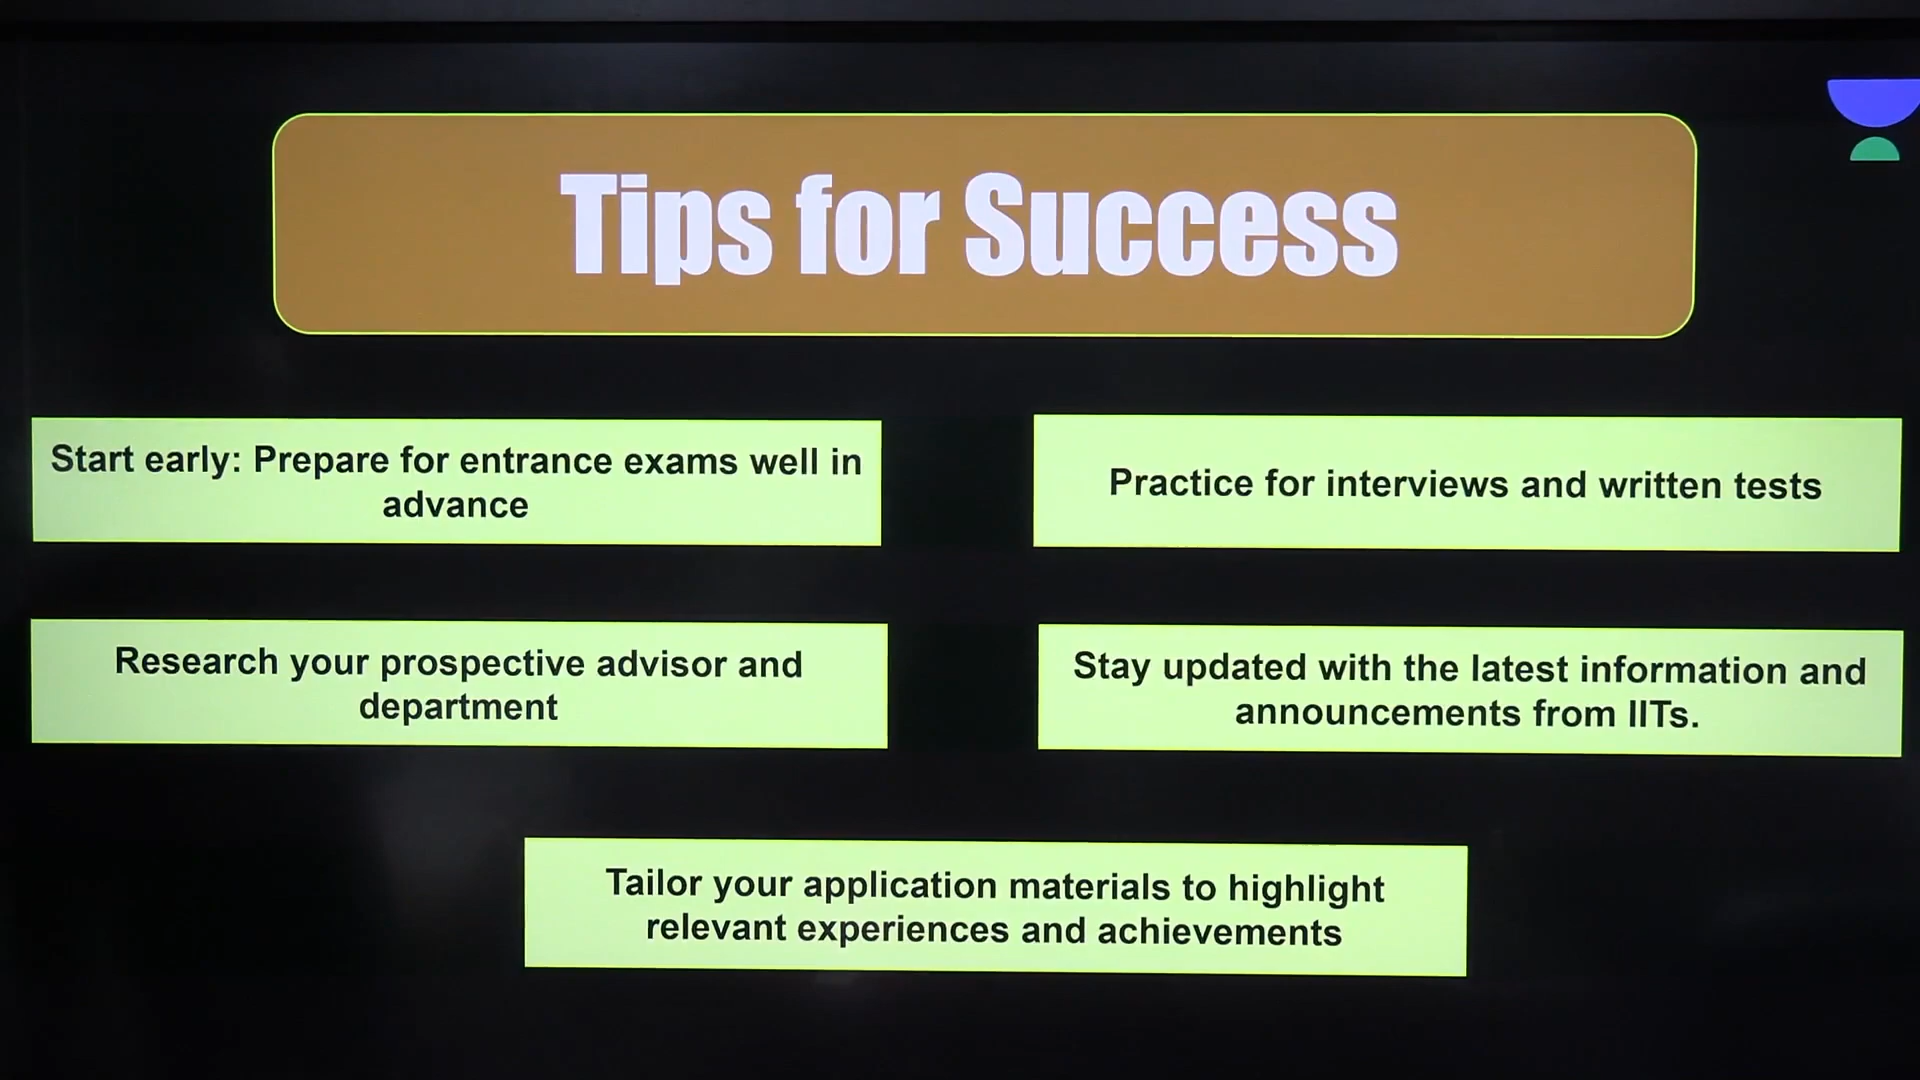 Tips for Success
Start early: Prepare for entrance exams well in
advance
Practice for interviews and written tests
Research your prospective advisor and
department
Stay updated with the latest information and
announcements from IITs.
Tailor your application materials to highlight
relevant experiences and achievements